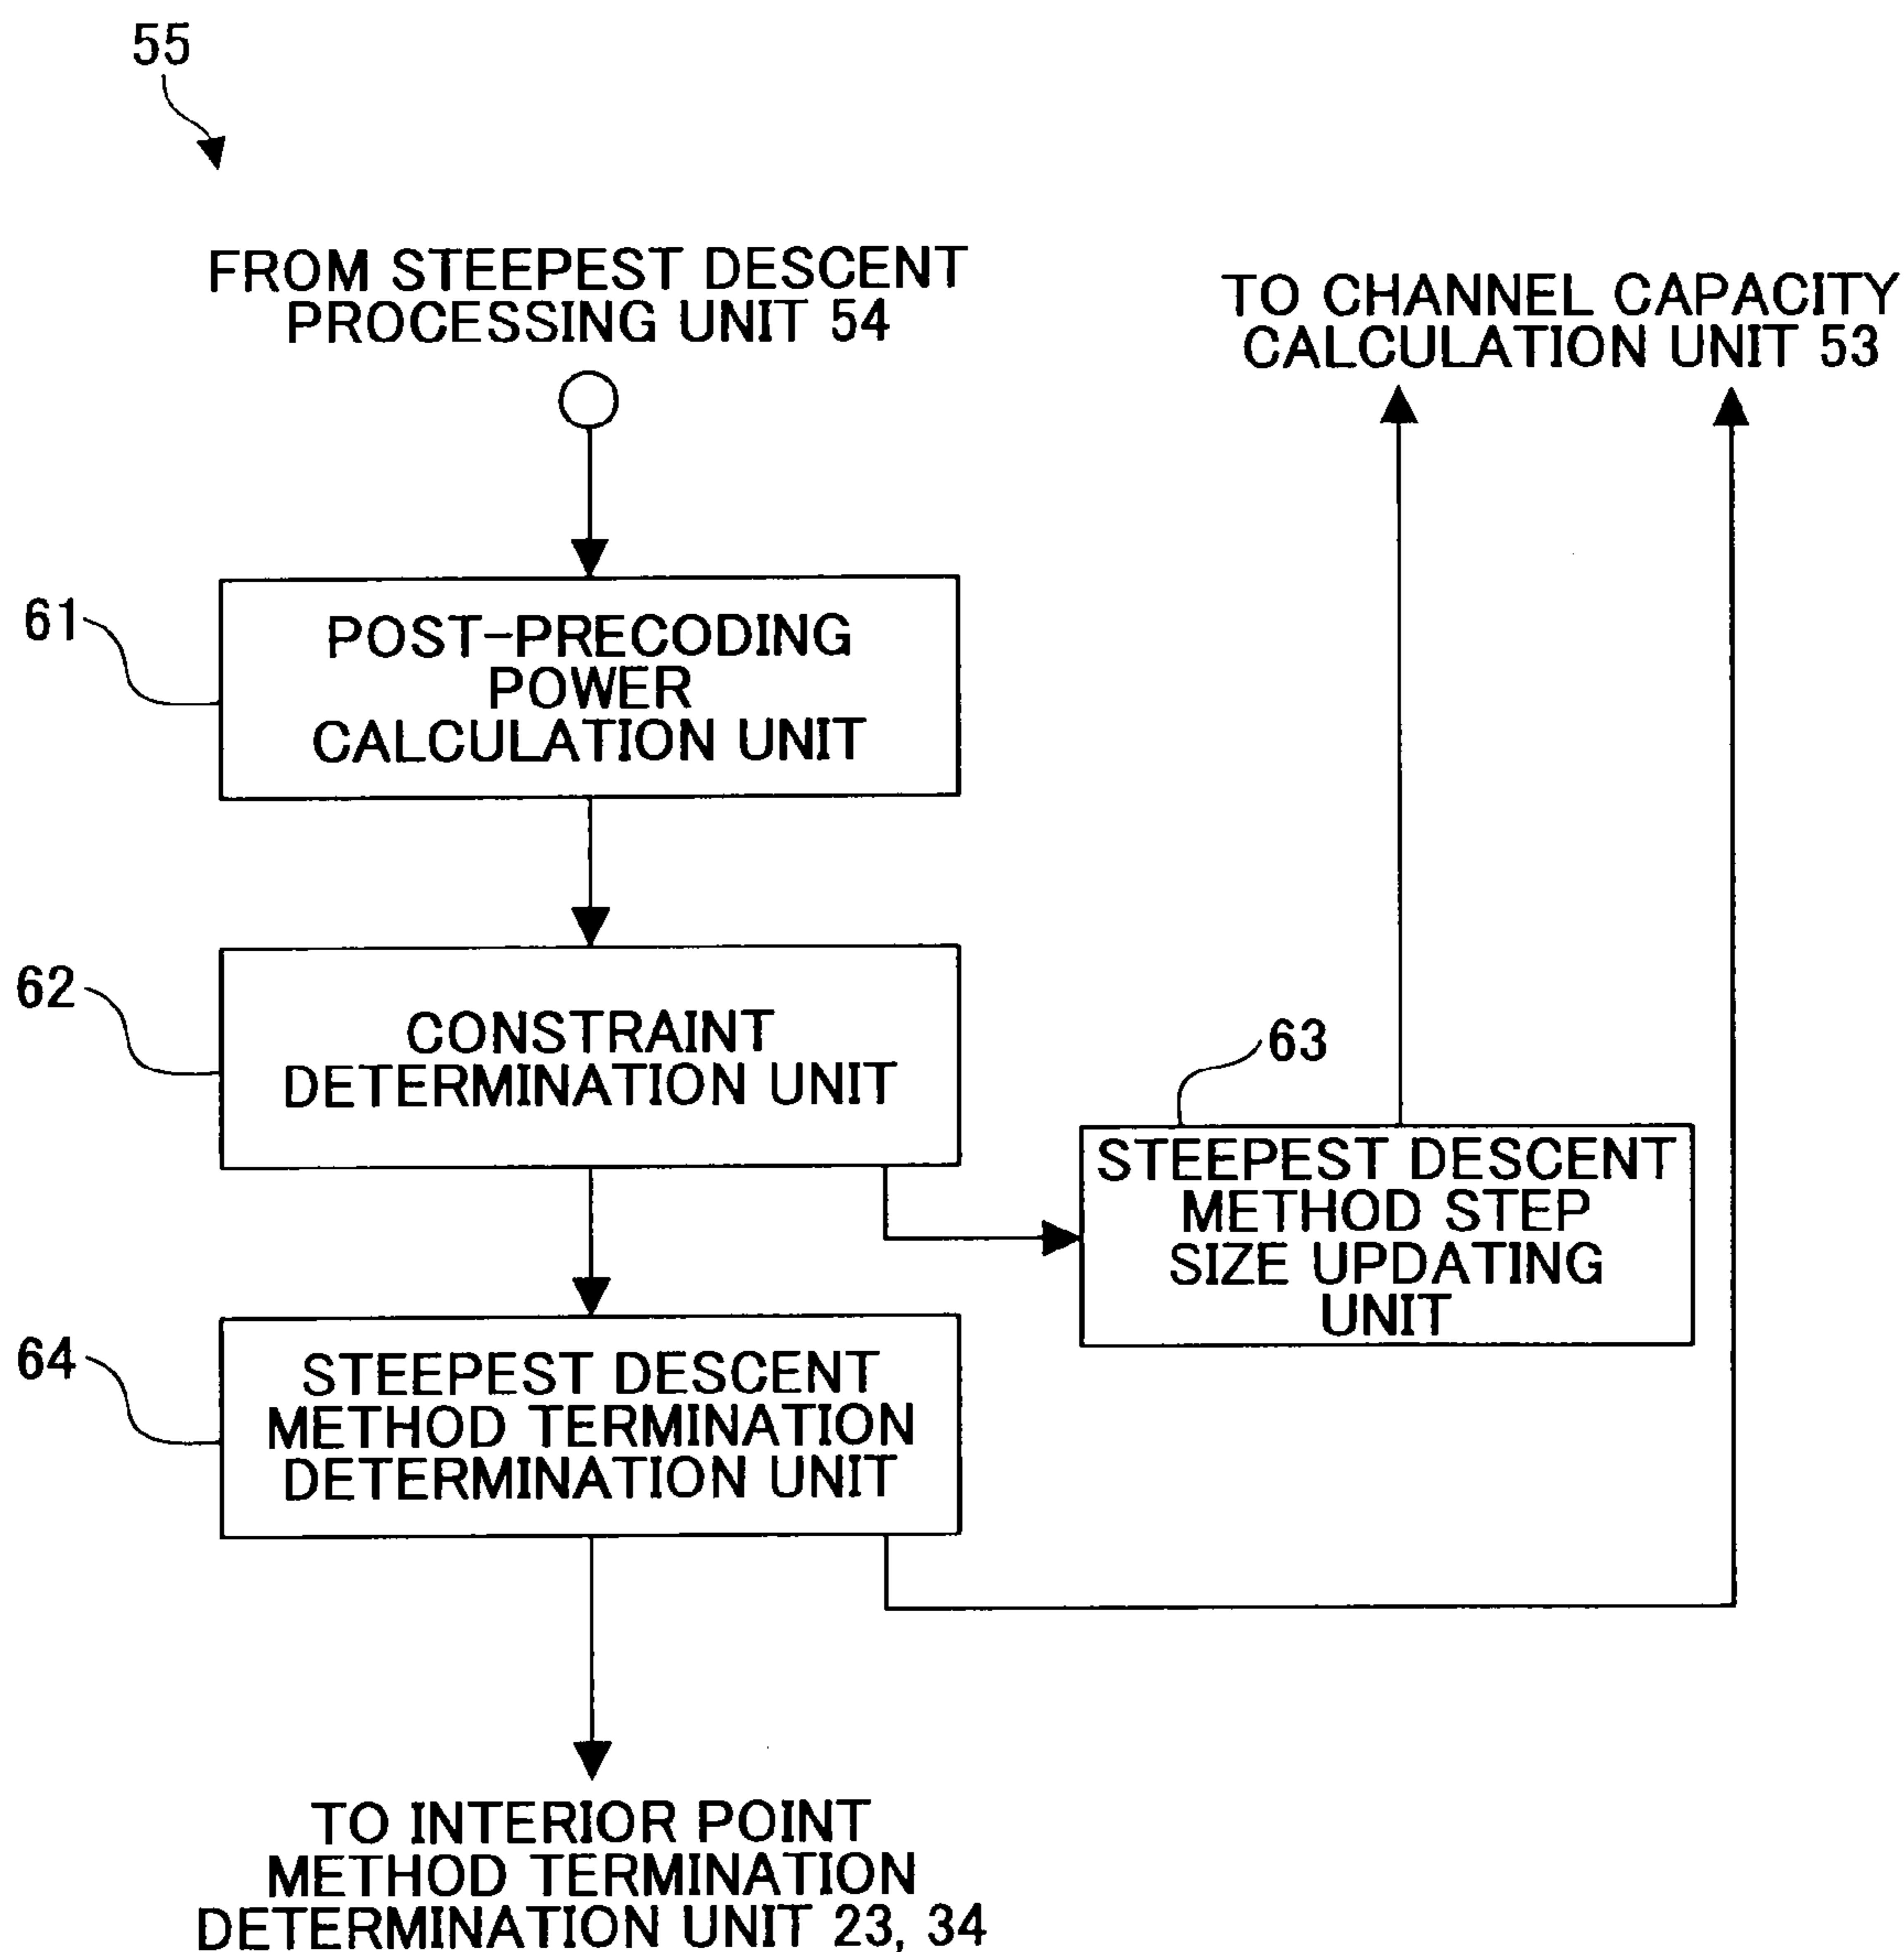 55
FROM STEEPEST DESCENT
PROCESSING UNIT 54
TO CHANNEL CAPACITY
CALCULATION UNIT 53
61
POST-PRECODING
POWER
CALCULATION UNIT
62
CONSTRAINT
DETERMINATION UNIT
63
STEEPEST DESCENT
METHOD STEP
SIZE UPDATING
UNIT
64
STEEPEST DESCENT
METHOD TERMINATION
DETERMINATION UNIT
TO INTERIOR POINT
METHOD TERMINATION
DETERMINATION UNIT 23, 34